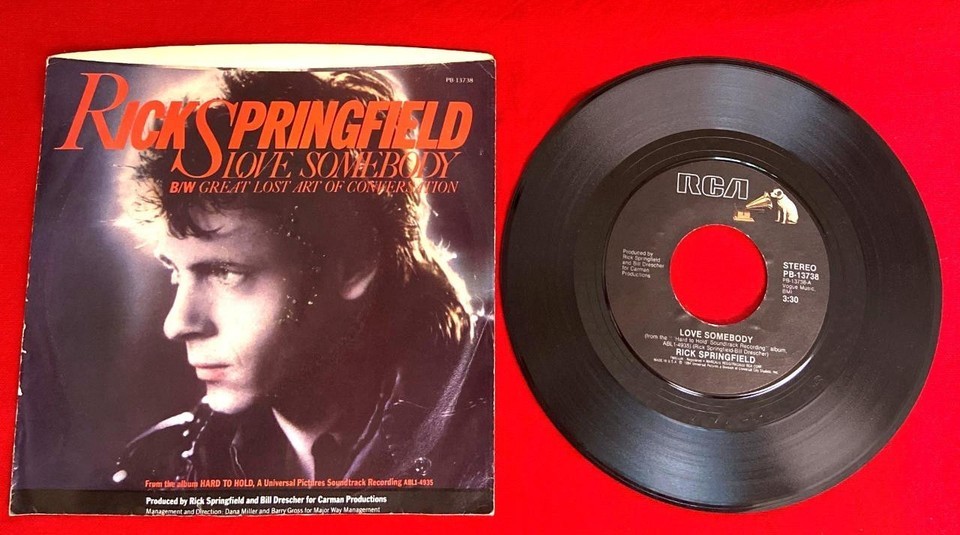 PB-13738
RICK SPRINGFIELD
LOVE SOMEBODY
B/W GREAT LOST ART OF CONVERSATION
From the album HARD TO HOLD, A Universal Pictures Soundtrack Recording ABL1-4935
Produced by Rick Springfield and Bill Drescher for Carman Productions
Management and Direction: Dana Miller and Barry Gross for Major Way Management
RCA
Produced by
Rick Springfield
and Bill Drescher
for Carman
Productions
STEREO
PB-13738
PB-13738-A
Vogue Music,
BMI
3:30
LOVE SOMEBODY
(from the "Hard to Hold" Soundtrack Recording" album,
ABL1-4935) (Rick Springfield-Bill Drescher)
RICK SPRINGFIELD